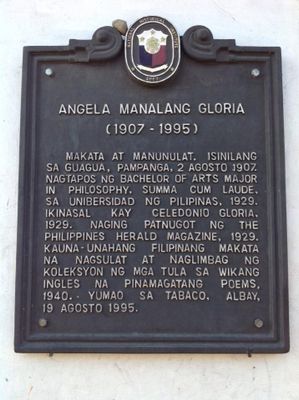 ANGELA MANALANG GLORIA
(1907 - 1995)
MAKATA AT MANUNULAT. ISINILANG
SA GUAGUA, PAMPANGA, 2 AGOSTO 1907.
NAGTAPOS NG BACHELOR OF ARTS MAJOR
IN PHILOSOPHY, SUMMA CUM LAUDE,
SA UNIBERSIDAD NG PILIPINAS, 1929.
IKINASAL KAY CELEDONIO GLORIA,
1929. NAGING PATNUGOT NG THE
PHILIPPINES HERALD MAGAZINE, 1929.
KAUNA-UNAHANG FILIPINANG MAKATA
NA NAGSULAT AT NAGLIMBAG NG
KOLEKSYON NG MGA TULA SA WIKANG
INGLES NA PINAMAGATANG POEMS,
1940. YUMAO SA TABACO, ALBAY,
19 AGOSTO 1995.